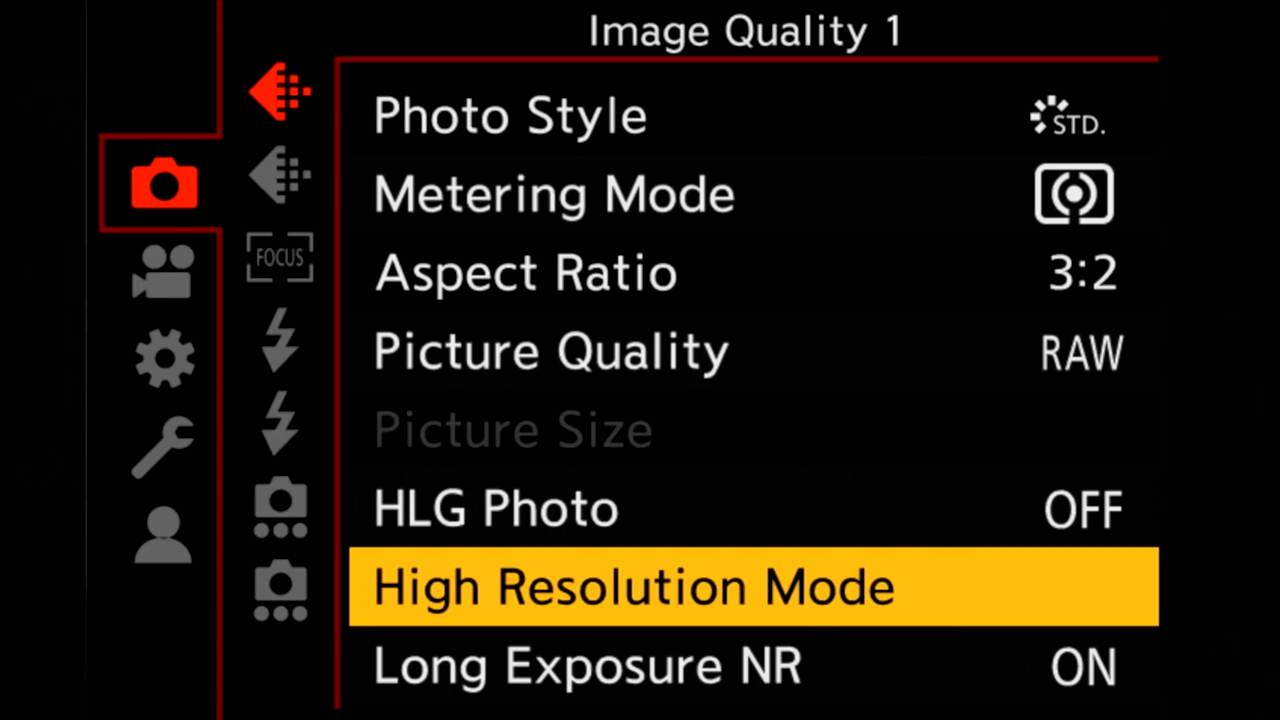 Image Quality 1
Photo Style STD.
Metering Mode
FOCUS
Aspect Ratio 3:2
Picture Quality RAW
Picture Size
HLG Photo OFF
High Resolution Mode
Long Exposure NR ON